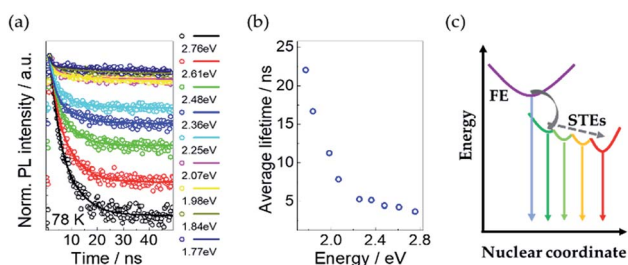 (a)
Norm. PL intensity / a.u.
78 K
0
20
40
Time / ns
2.76eV
2.61eV
2.48eV
2.36eV
2.25eV
2.07eV
1.98eV
1.84eV
1.77eV
(b)
Average lifetime / ns
25
20
15
10
5
2.0
2.4
2.8
Energy / eV
(c)
Energy
FE
STEs
Nuclear coordinate